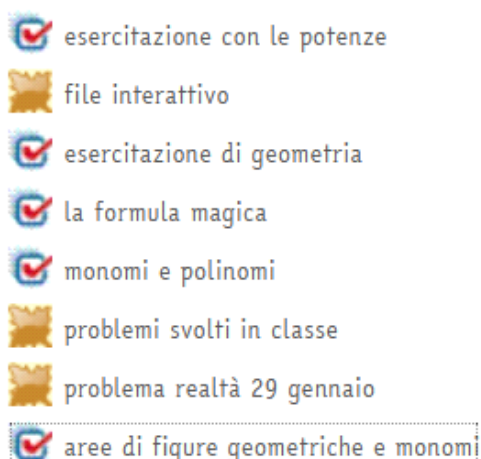 esercitazione con le potenze
file interattivo
esercitazione di geometria
la formula magica
monomi e polinomi
problemi svolti in classe
problema realtà 29 gennaio
aree di figure geometriche e monomi